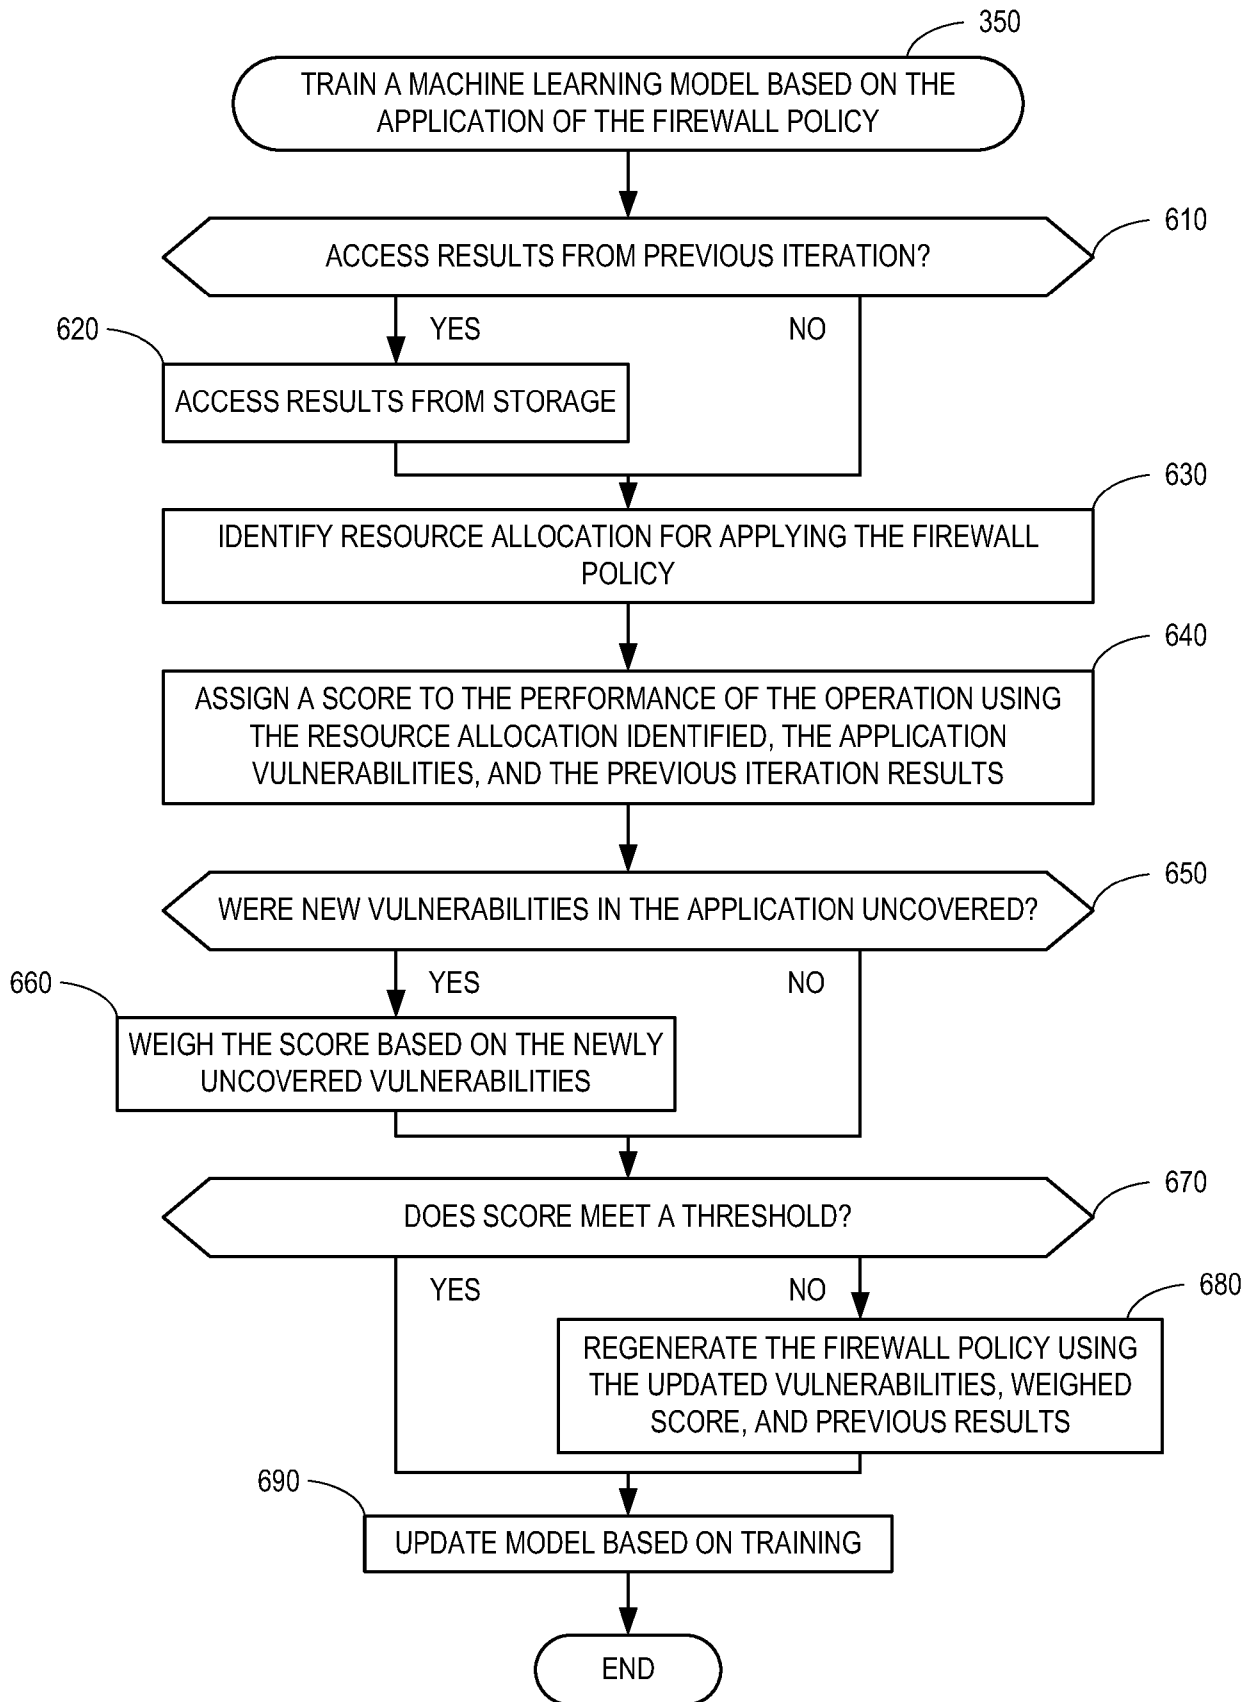 350
TRAIN A MACHINE LEARNING MODEL BASED ON THE
APPLICATION OF THE FIREWALL POLICY
610
ACCESS RESULTS FROM PREVIOUS ITERATION?
620
YES
NO
ACCESS RESULTS FROM STORAGE
630
IDENTIFY RESOURCE ALLOCATION FOR APPLYING THE FIREWALL
POLICY
640
ASSIGN A SCORE TO THE PERFORMANCE OF THE OPERATION USING
THE RESOURCE ALLOCATION IDENTIFIED, THE APPLICATION
VULNERABILITIES, AND THE PREVIOUS ITERATION RESULTS
650
WERE NEW VULNERABILITIES IN THE APPLICATION UNCOVERED?
660
YES
NO
WEIGH THE SCORE BASED ON THE NEWLY
UNCOVERED VULNERABILITIES
670
DOES SCORE MEET A THRESHOLD?
YES
NO
680
REGENERATE THE FIREWALL POLICY USING
THE UPDATED VULNERABILITIES, WEIGHED
SCORE, AND PREVIOUS RESULTS
690
UPDATE MODEL BASED ON TRAINING
END